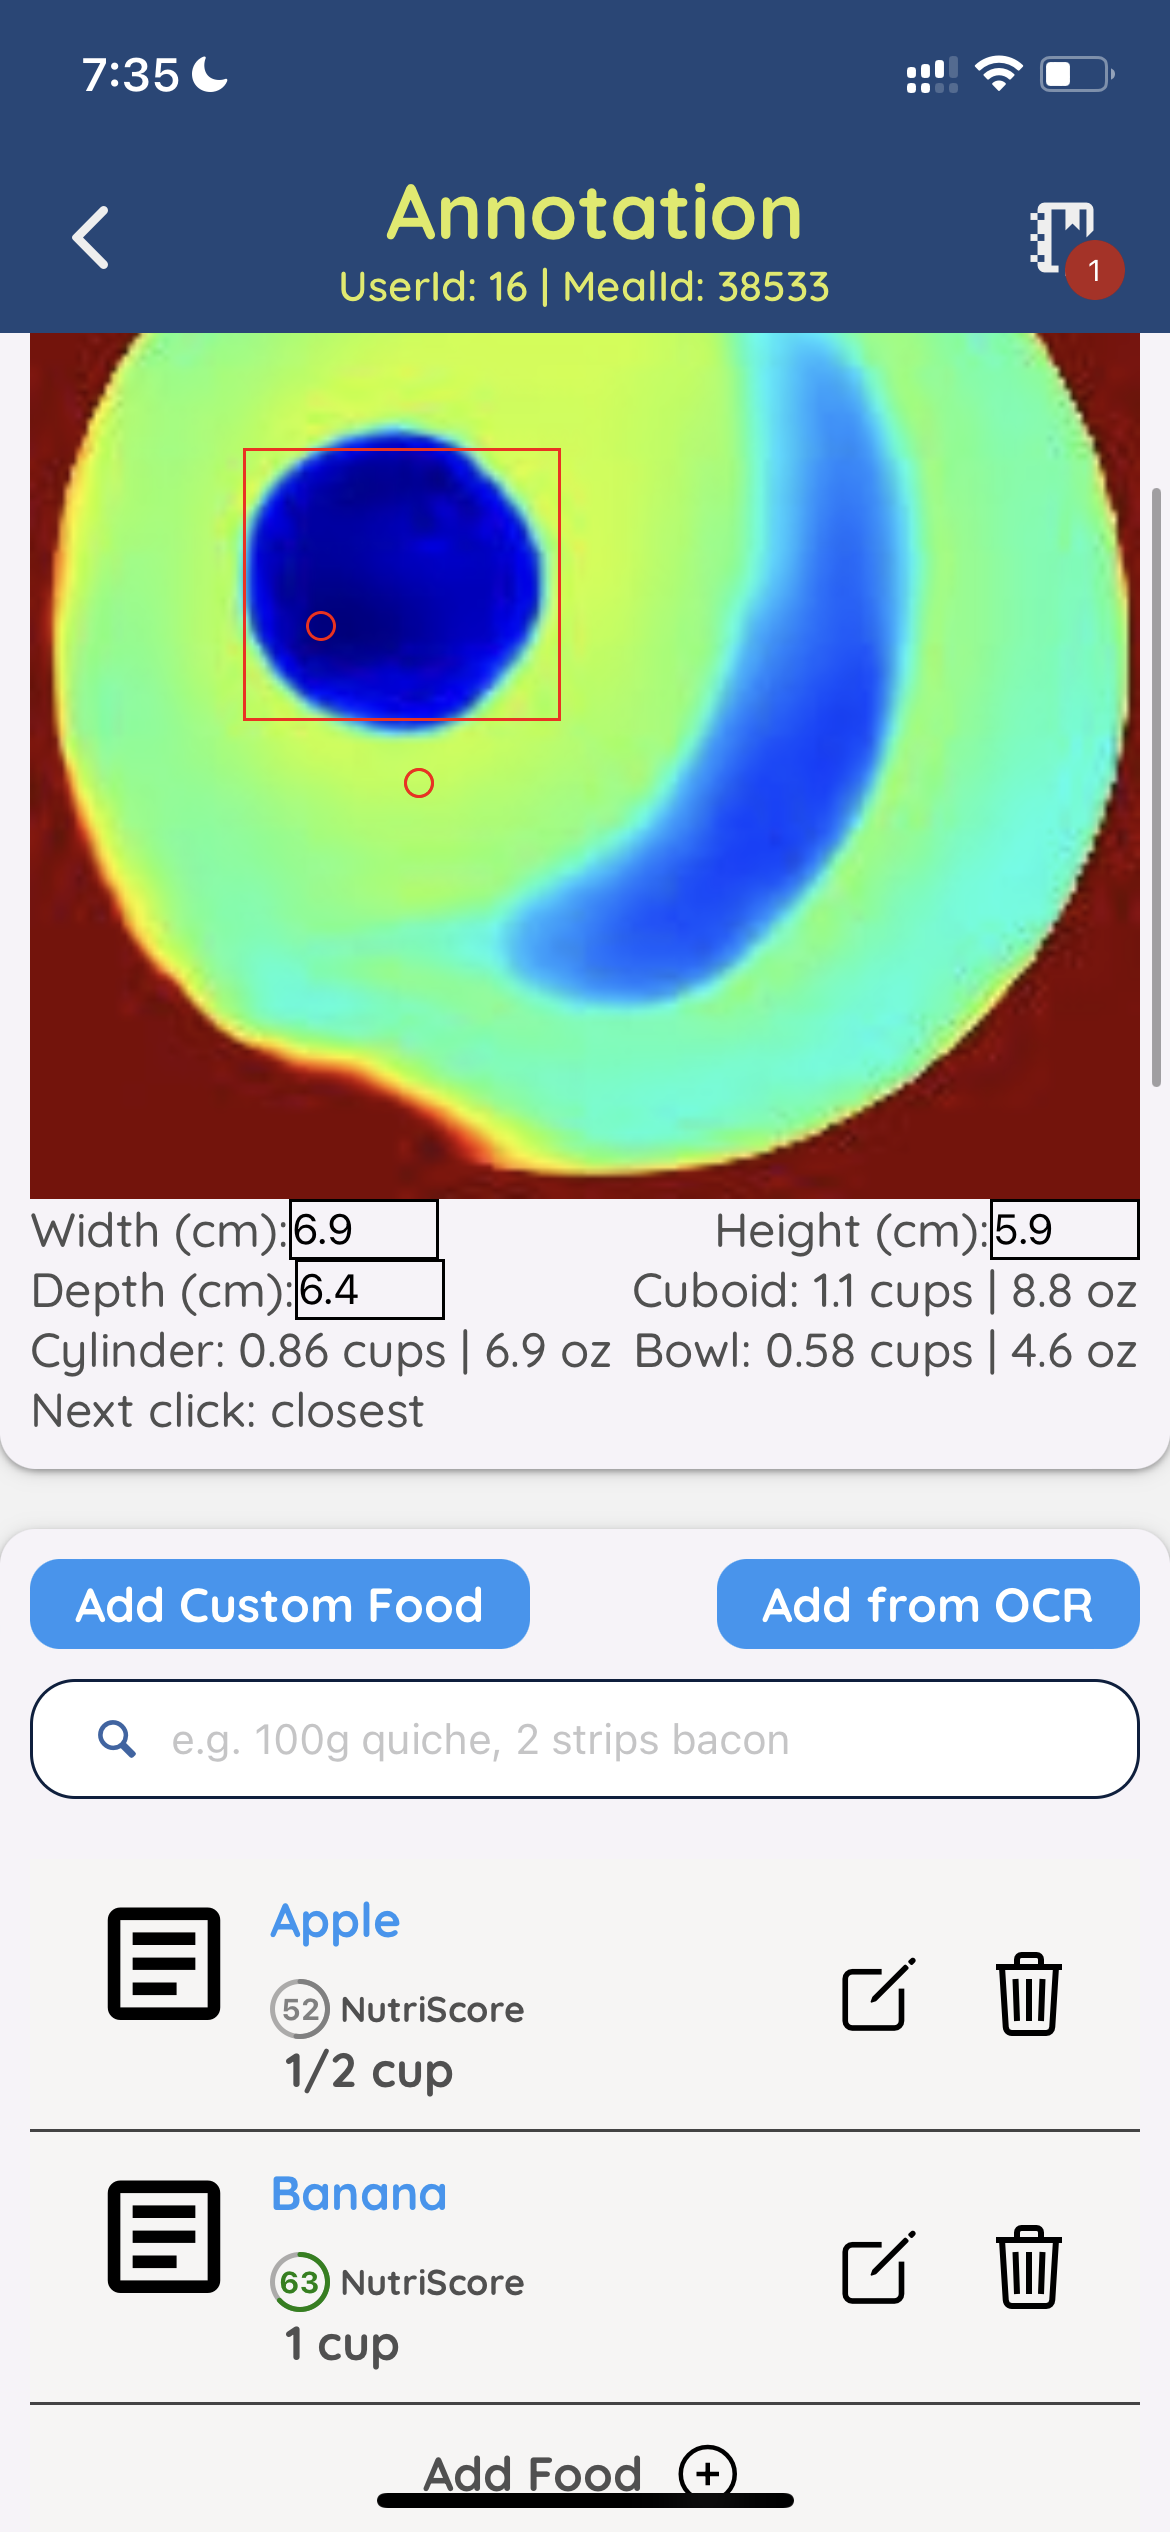 7:35
Annotation
UserId: 16 | MealId: 38533
1
Width (cm): 6.9
Height (cm): 5.9
Depth (cm): 6.4
Cuboid: 1.1 cups | 8.8 oz
Cylinder: 0.86 cups | 6.9 oz
Bowl: 0.58 cups | 4.6 oz
Next click: closest
Add Custom Food
Add from OCR
e.g. 100g quiche, 2 strips bacon
Apple
52 NutriScore
1/2 cup
Banana
63 NutriScore
1 cup
Add Food